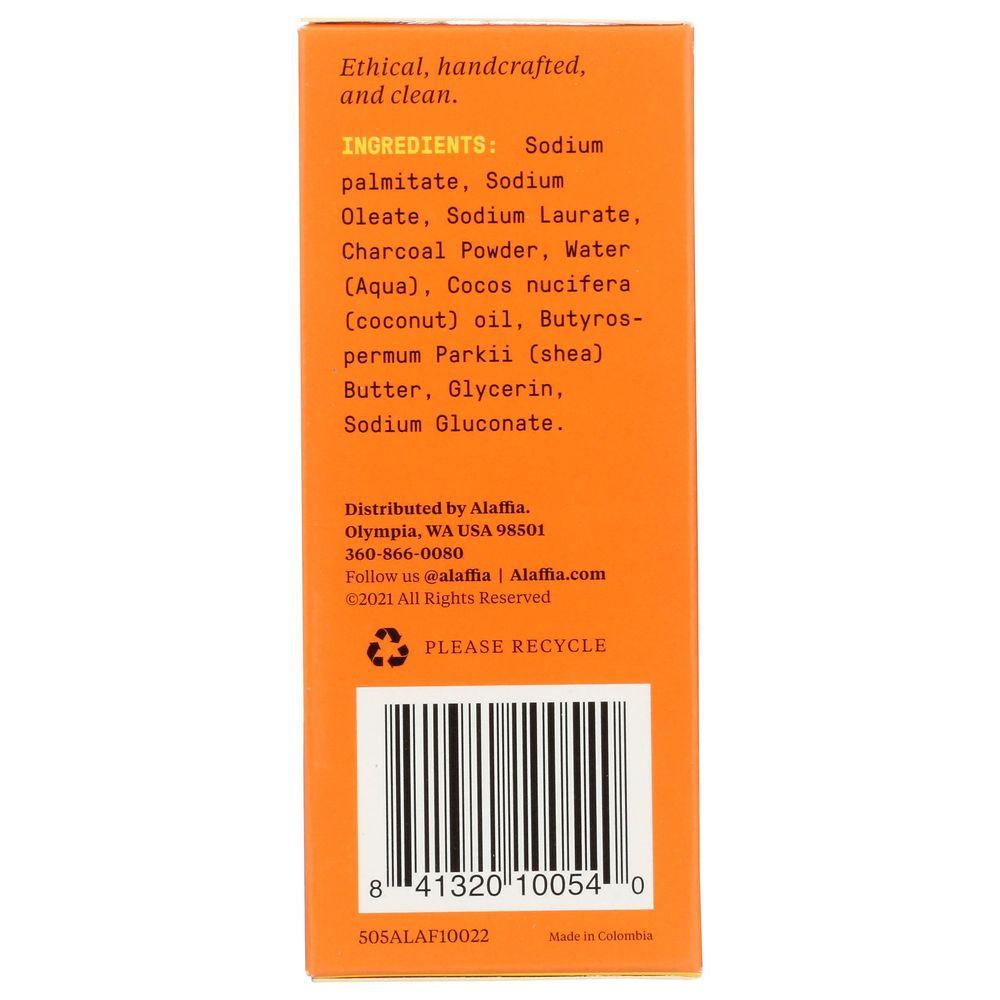 Ethical, handcrafted,
and clean.
INGREDIENTS: Sodium
palmitate, Sodium
Oleate, Sodium Laurate,
Charcoal Powder, Water
(Aqua), Cocos nucifera
(coconut) oil, Butyros-
permum Parkii (shea)
Butter, Glycerin,
Sodium Gluconate.
Distributed by Alaffia.
Olympia, WA USA 98501
360-866-0080
Follow us @alaffia | Alaffia.com
©2021 All Rights Reserved
PLEASE RECYCLE
8 41320 10054 0
505ALAF10022 Made in Colombia